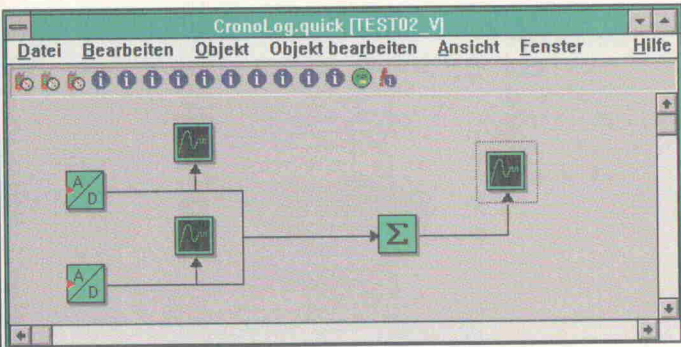 CronoLog.quick [TEST02_V]
Datei Bearbeiten Objekt Objekt bearbeiten Ansicht Fenster Hilfe
A/D
A/D
Σ